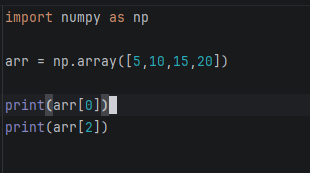 import numpy as np
arr = np.array([5,10,15,20])
print(arr[0])
print(arr[2])